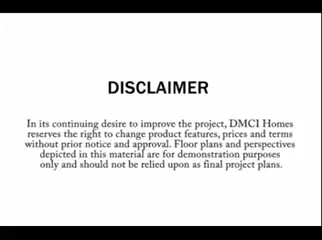 DISCLAIMER
In its continuing desire to improve the project, DMCI Homes
reserves the right to change product features, prices and terms
without prior notice and approval. Floor plans and perspectives
depicted in this material are for demonstration purposes
only and should not be relied upon as final project plans.